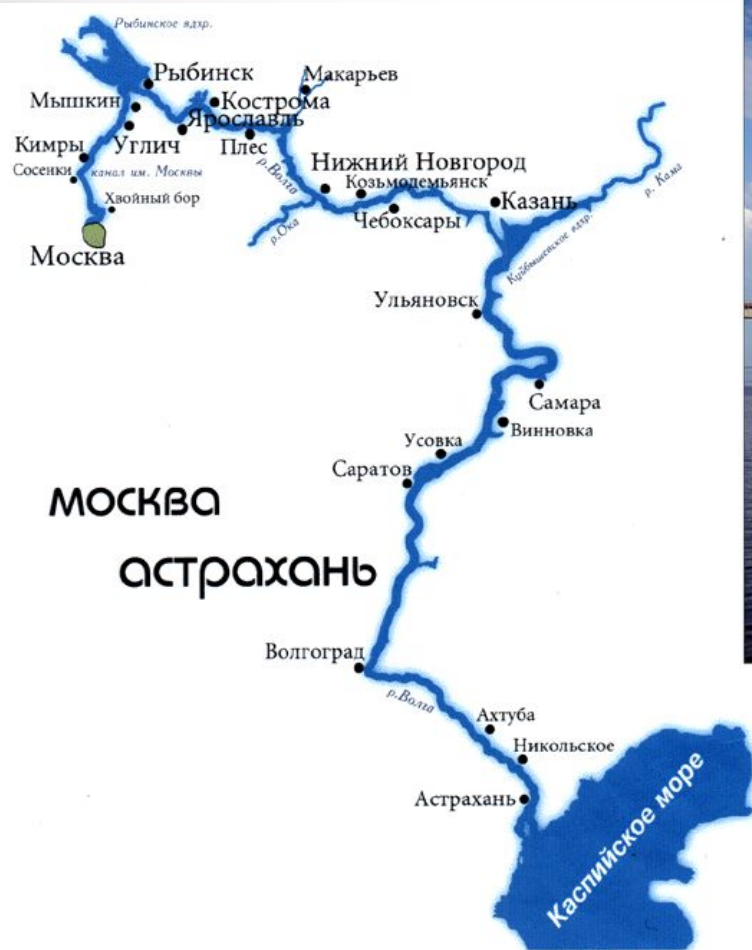 Рыбинское вдхр.
Рыбинск
Макарьев
Мышкин
Кострома
Ярославль
Углич
Плес
Кимры
Сосенки
канал им. Москвы
р.Волга
Нижний Новгород
Козьмодемьянск
р. Кама
Хвойный бор
Казань
Чебоксары
р.Ока
Москва
Куйбышевское вдхр.
Ульяновск
Самара
Винновка
Усовка
Саратов
москва
астрахань
Волгоград
р.Волга
Ахтуба
Никольское
Астрахань
Каспийское море